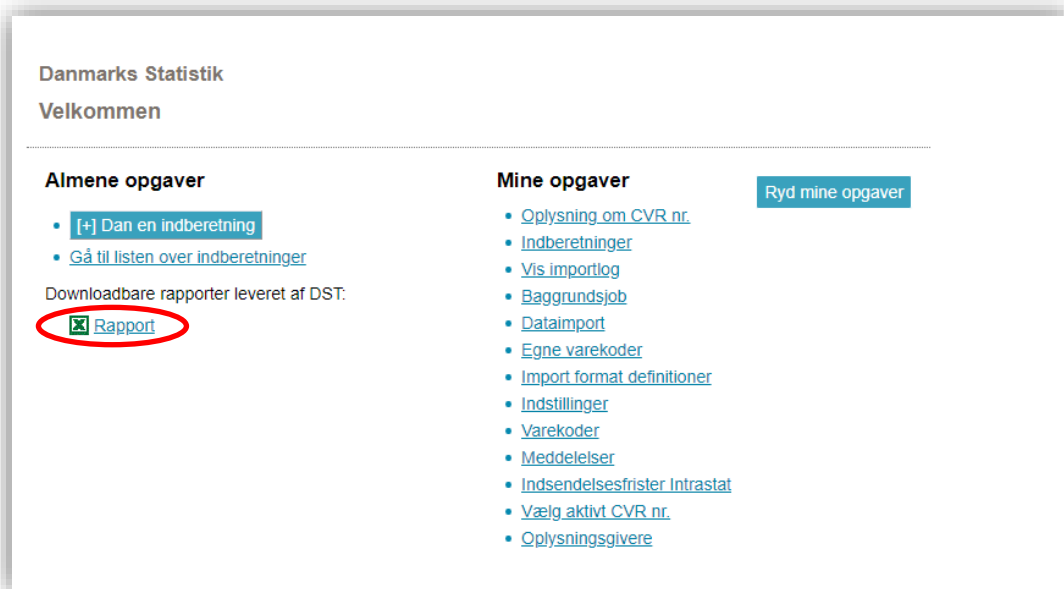 Danmarks Statistik
Velkommen
Almene opgaver
[+] Dan en indberetning
Gå til listen over indberetninger
Downloadbare rapporter leveret af DST:
Rapport
Mine opgaver
Ryd mine opgaver
Oplysning om CVR nr.
Indberetninger
Vis importlog
Baggrundsjob
Dataimport
Egne varekoder
Import format definitioner
Indstillinger
Varekoder
Meddelelser
Indsendelsesfrister Intrastat
Vælg aktivt CVR nr.
Oplysningsgivere